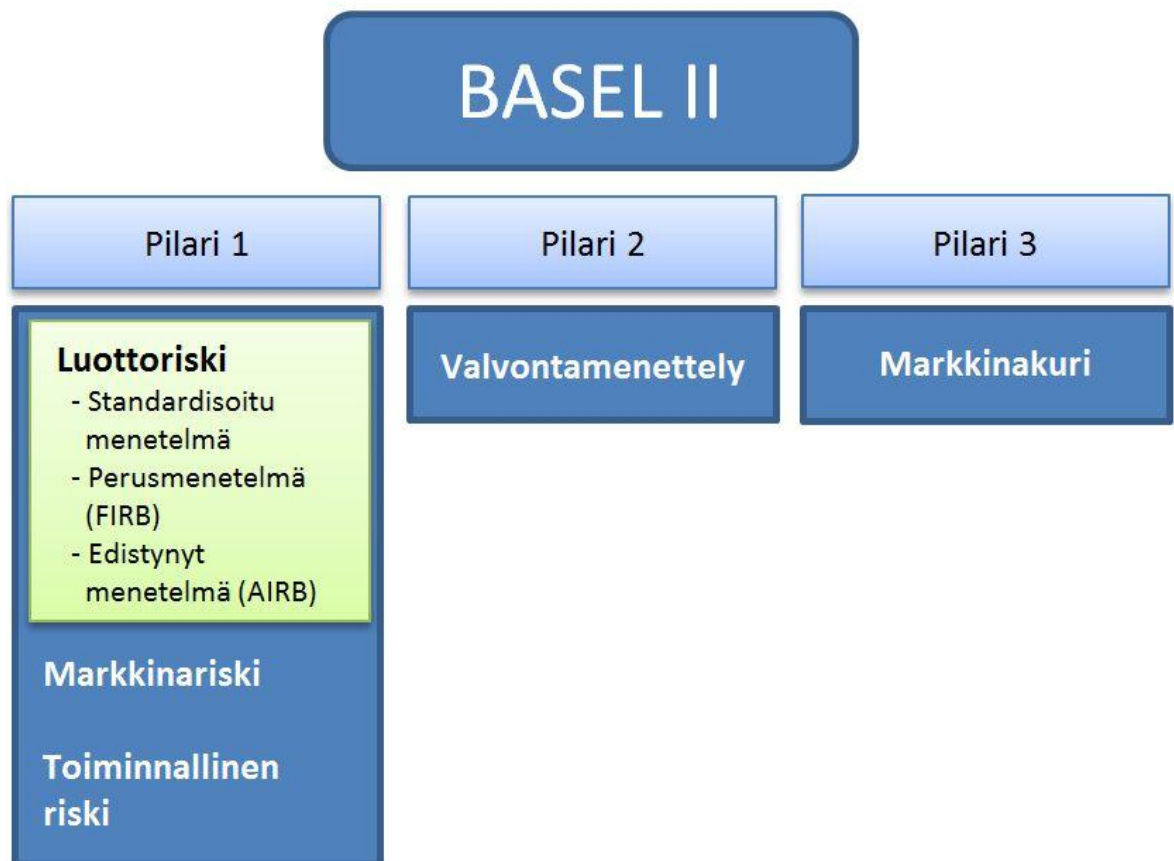 BASEL II
Pilari 1
Luottoriski
- Standardisoitu
menetelmä
- Perusmenetelmä
(FIRB)
- Edistynyt
menetelmä (AIRB)
Markkinariski
Toiminnallinen
riski
Pilari 2
Valvontamenettely
Pilari 3
Markkinakuri